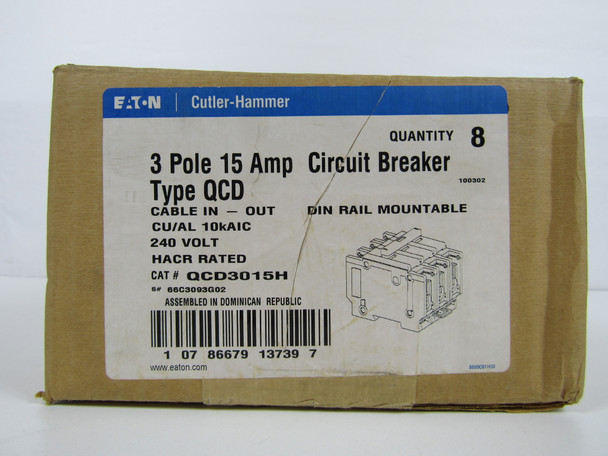 EATON | Cutler-Hammer
QUANTITY 8
3 Pole 15 Amp Circuit Breaker
100302
Type QCD
CABLE IN — OUT DIN RAIL MOUNTABLE
CU/AL 10kAIC
240 VOLT
HACR RATED
CAT # QCD3015H
S# 66C3093G02
ASSEMBLED IN DOMINICAN REPUBLIC
1 07 86679 13739 7
www.eaton.com